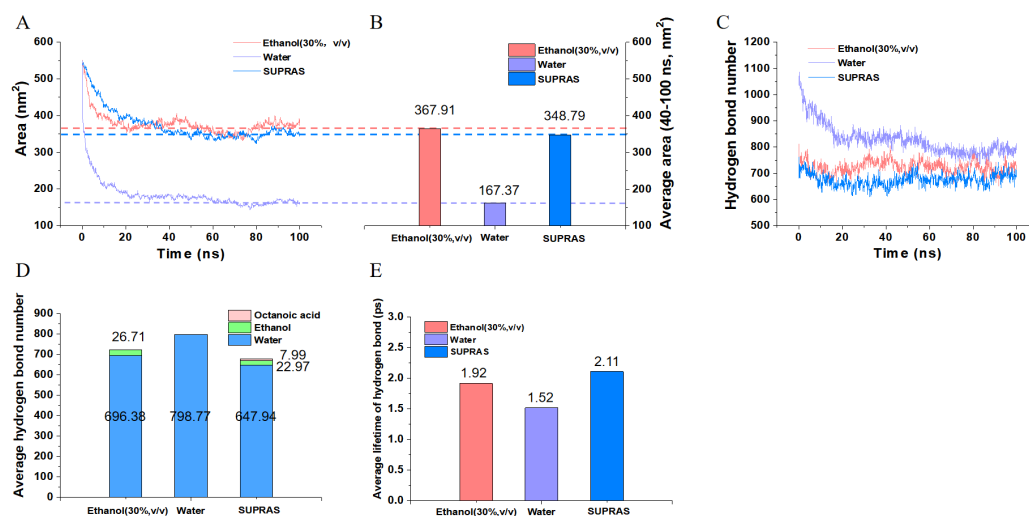 A
Ethanol(30%, v/v)
Water
SUPRAS
Area (nm²)
600
500
400
300
200
100
0
20
40
60
80
100
Time (ns)
B
Ethanol(30%,v/v)
Water
SUPRAS
367.91
167.37
348.79
600
500
400
300
200
100
Average area (40-100 ns, nm²)
600
500
400
300
200
100
Ethanol(30%,v/v)
Water
SUPRAS
C
Ethanol(30%,v/v)
Water
SUPRAS
Hydrogen bond number
1200
1100
1000
900
800
700
600
500
0
20
40
60
80
100
Time (ns)
D
Octanoic acid
Ethanol
Water
Average hydrogen bond number
900
800
700
600
500
400
300
200
100
0
26.71
7.99
22.97
696.38
798.77
647.94
Ethanol(30%,v/v)
Water
SUPRAS
E
Ethanol(30%,v/v)
Water
SUPRAS
Average lifetime of hydrogen bond (ps)
3.0
2.5
2.0
1.5
1.0
0.5
0.0
1.92
1.52
2.11
Ethanol(30%,v/v)
Water
SUPRAS